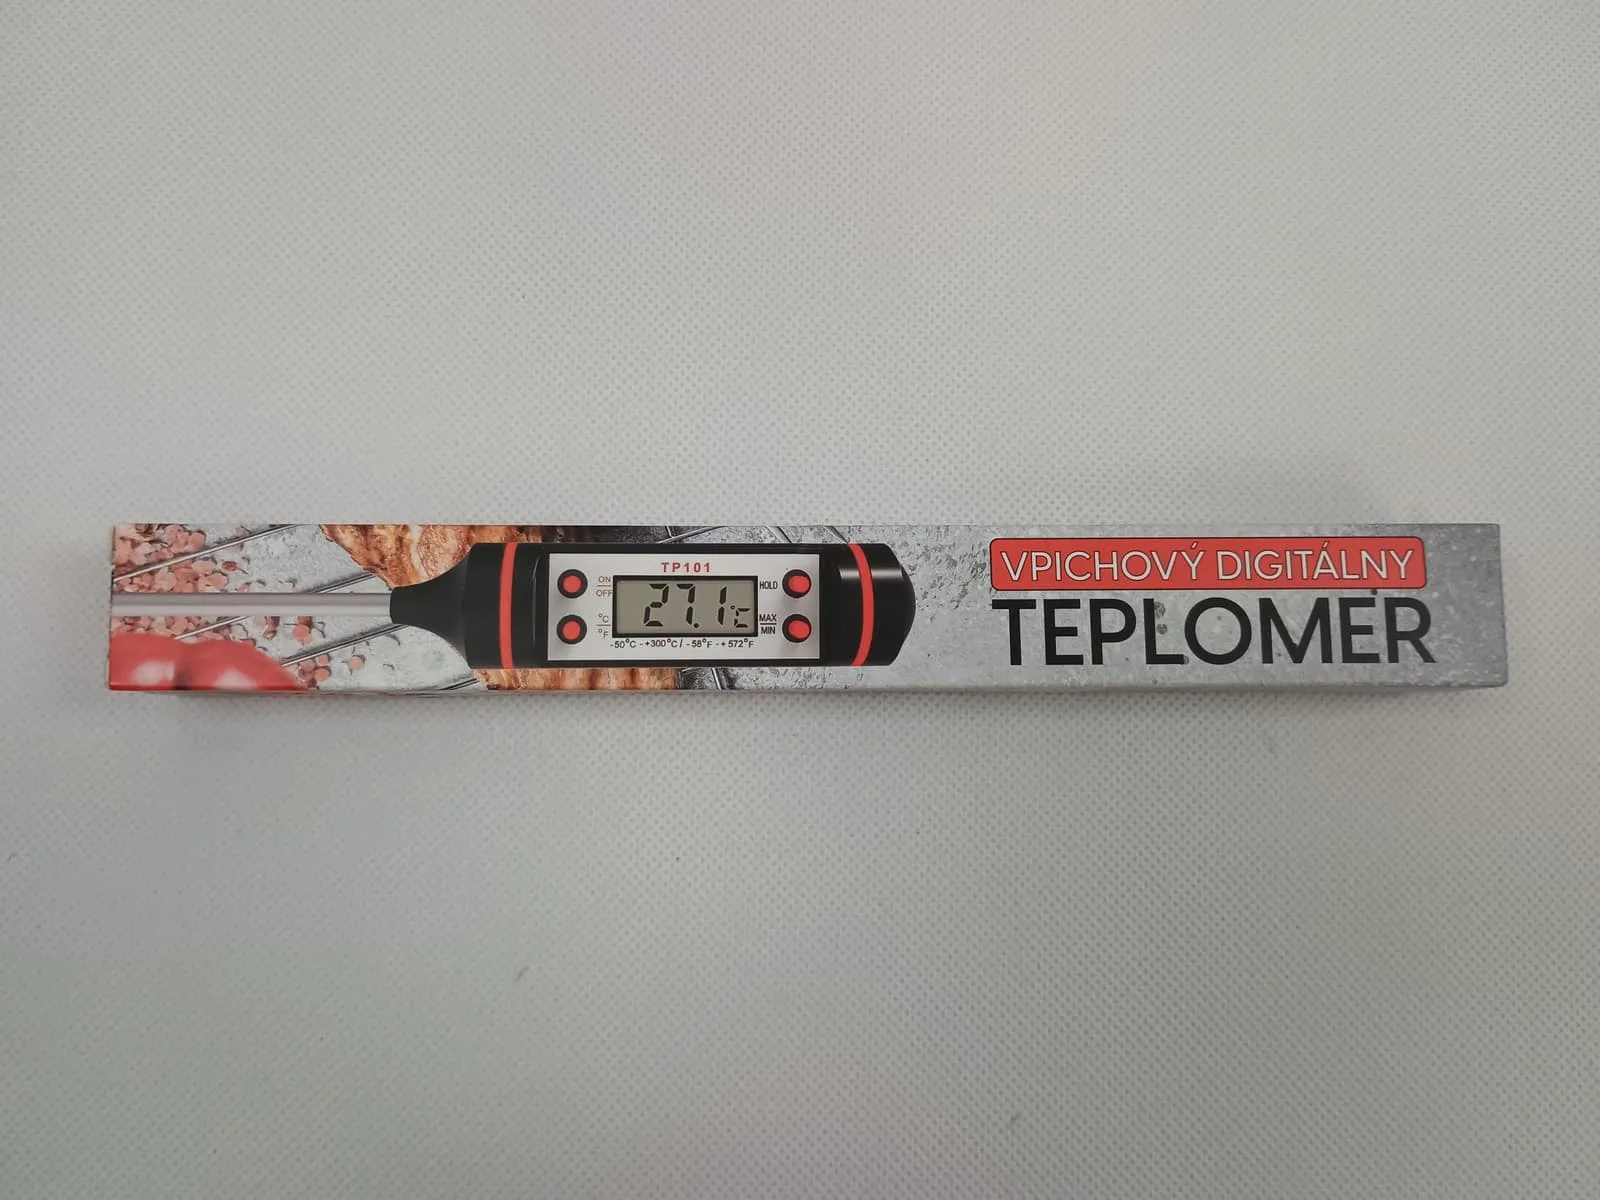 TP101
ON
OFF
HOLD
27.1°C
°C
°F
MAX
MIN
-50°C - +300°C / -58°F - + 572°F
VPICHOVÝ DIGITÁLNY
TEPLOMER